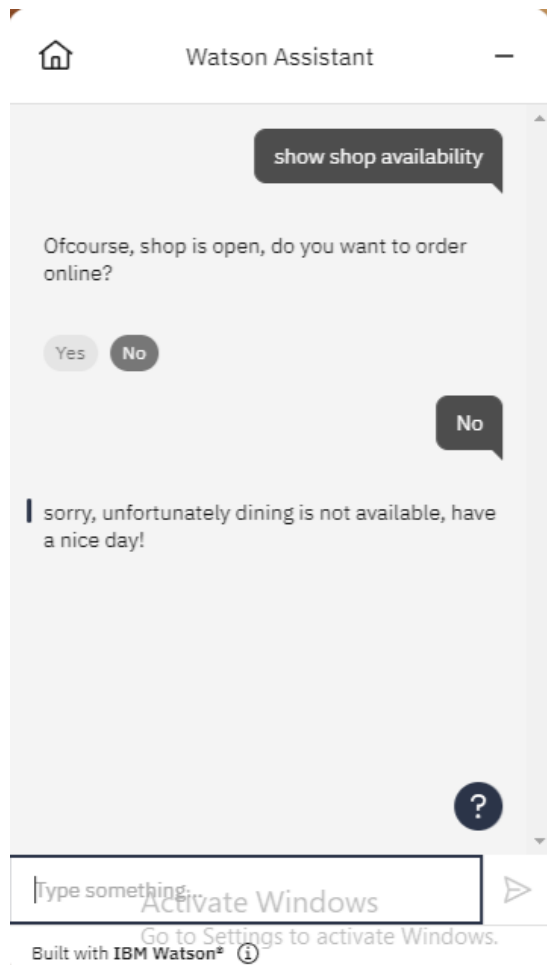 Watson Assistant
show shop availability
Ofcourse, shop is open, do you want to order
online?
Yes No
No
sorry, unfortunately dining is not available, have
a nice day!
?
Type something...
Activate Windows
Go to Settings to activate Windows.
Built with IBM Watson®